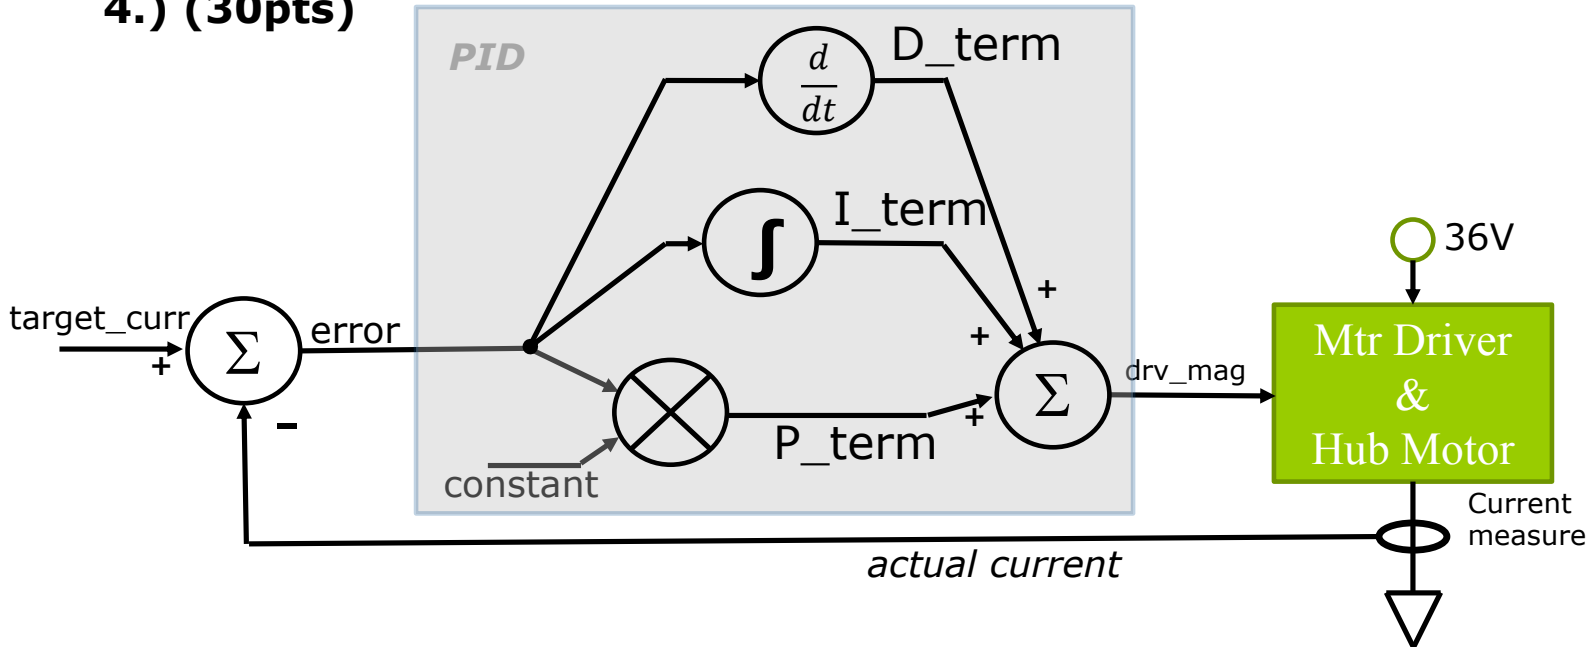 4.) (30pts)
PID
d
dt
D_term
∫
I_term
36V
target_curr
+
Σ
error
-
+
+
+
Σ
drv_mag
Mtr Driver
&
Hub Motor
constant
P_term
Current
measure
actual current